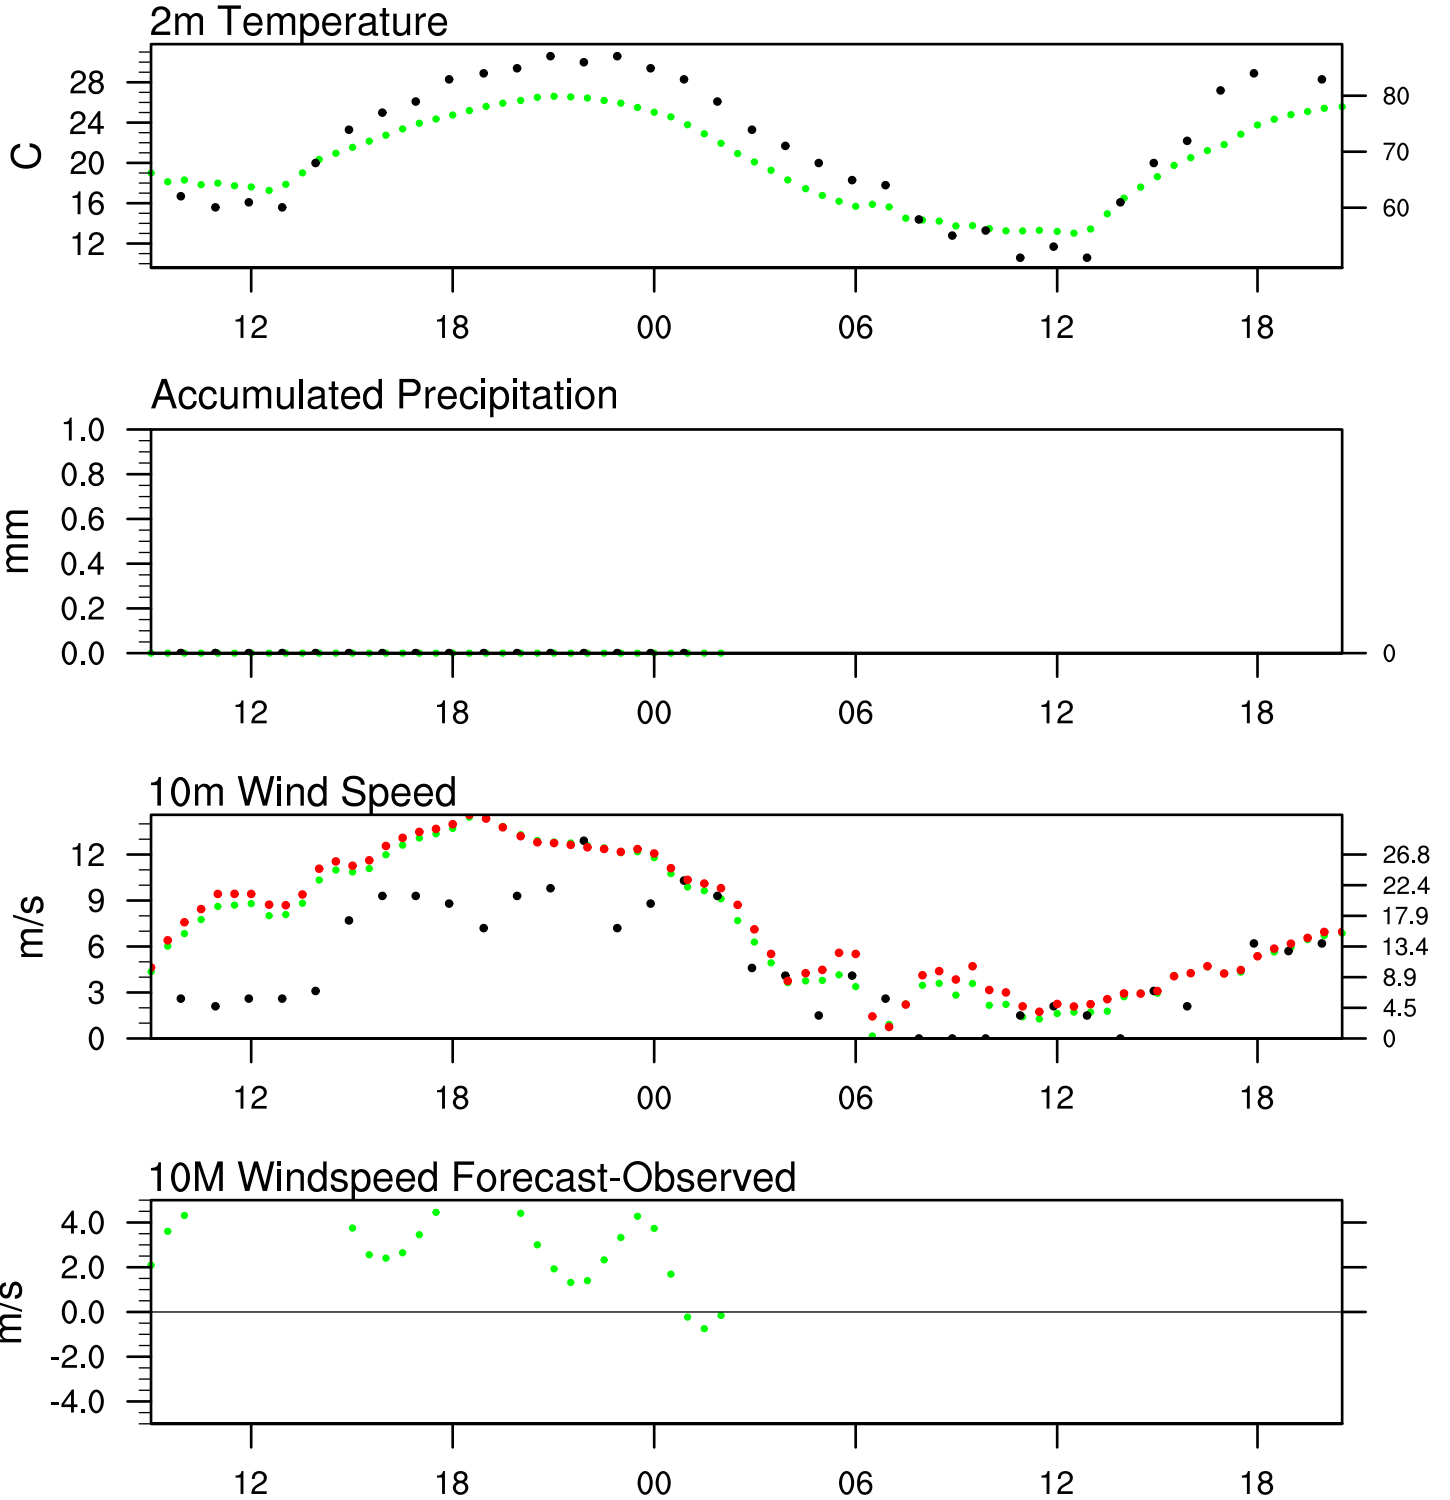 2m Temperature
28
24
20
16
12
C
80
70
60
12 18 00 06 12 18
Accumulated Precipitation
1.0
0.8
0.6
0.4
0.2
0.0
mm
0
12 18 00 06 12 18
10m Wind Speed
12
9
6
3
0
m/s
26.8
22.4
17.9
13.4
8.9
4.5
0
12 18 00 06 12 18
10M Windspeed Forecast-Observed
4.0
2.0
0.0
-2.0
-4.0
m/s
12 18 00 06 12 18